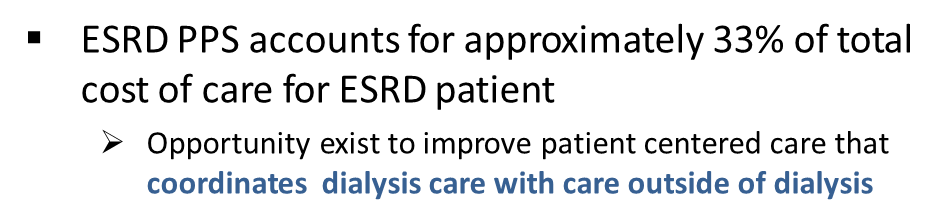 ▪ ESRD PPS accounts for approximately 33% of total
cost of care for ESRD patient
➢ Opportunity exist to improve patient centered care that
coordinates  dialysis care with care outside of dialysis